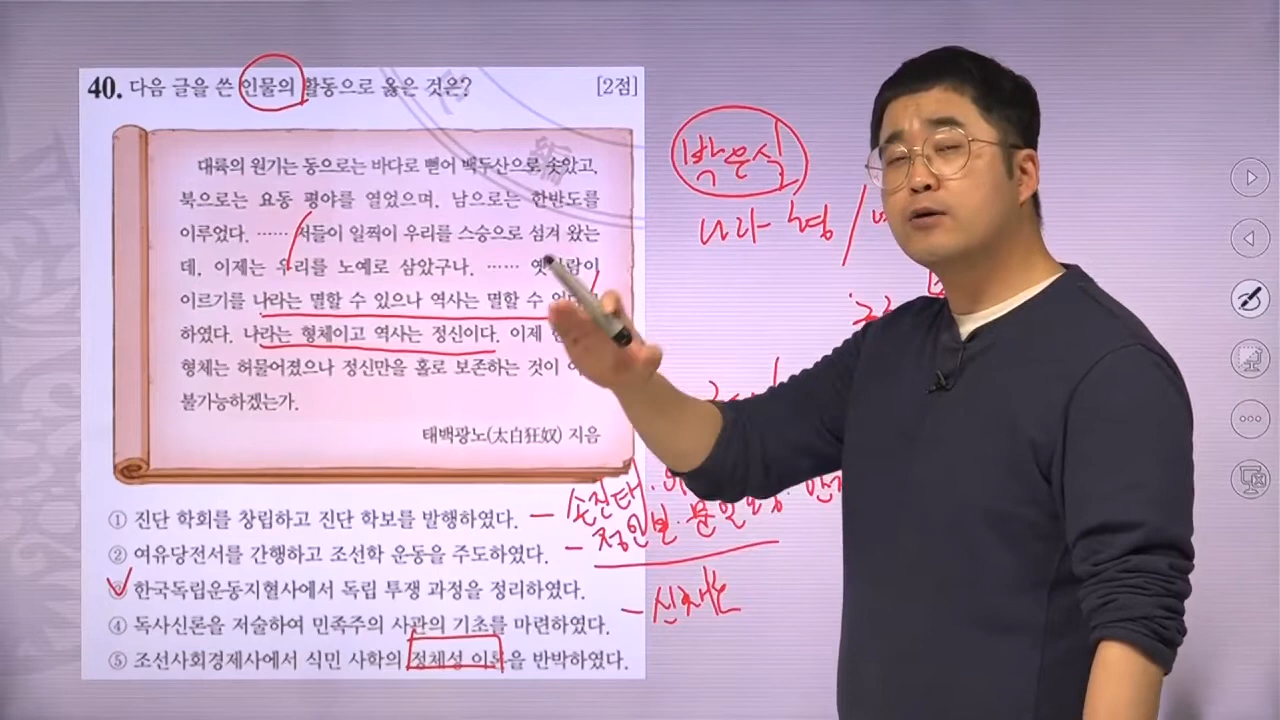 40. 다음 글을 쓴 인물의 활동으로 옳은 것은? [2점]
대륙의 원기는 동으로는 바다로 뻗어 백두산으로 솟았고,
북으로는 요동 평야를 열었으며, 남으로는 한반도를
이루었다. …… 저들이 일찍이 우리를 스승으로 섬겨 왔는
데, 이제는 우리를 노예로 삼았구나. …… 옛사람이
이르기를 나라는 멸할 수 있으나 역사는 멸할 수
하였다. 나라는 형체이고 역사는 정신이다. 이제
형체는 허물어졌으나 정신만을 홀로 보존하는 것이
불가능하겠는가.
태백광노(太白狂奴) 지음
① 진단 학회를 창립하고 진단 학보를 발행하였다.
② 여유당전서를 간행하고 조선학 운동을 주도하였다.
③ 한국독립운동지혈사에서 독립 투쟁 과정을 정리하였다.
④ 독사신론을 저술하여 민족주의 사관의 기초를 마련하였다.
⑤ 조선사회경제사에서 식민 사학의 정체성 이론을 반박하였다.
박은식
나라 형 /
- 손진태 ·
- 정인보 · 문일평 ·
- 신채호